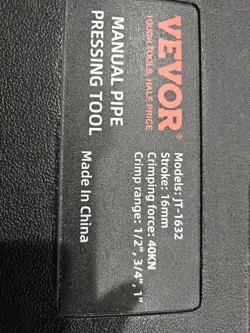 VEVOR®
TOUGH TOOLS, HALF PRICE
MANUAL PIPE
PRESSING TOOL
Models: JT-1632
Stroke: 16mm
Crimping force: 40KN
Crimp range: 1/2", 3/4", 1"
Made in China